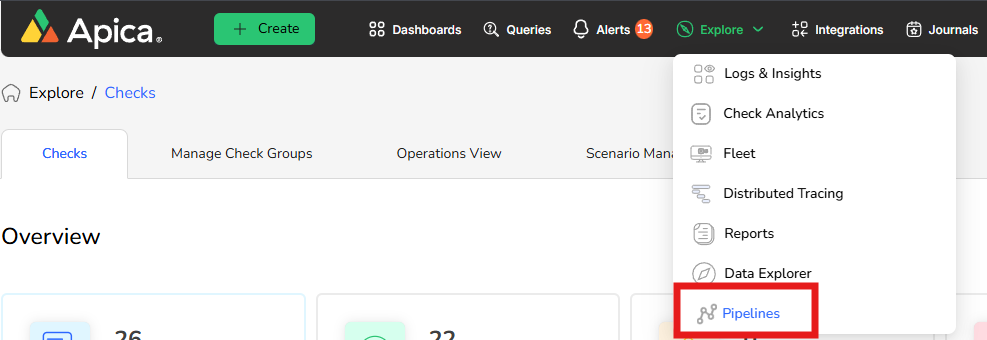 Apica®
Create
Dashboards
Queries
Alerts 13
Explore
Integrations
Journals
Explore / Checks
Checks
Manage Check Groups
Operations View
Scenario Mana
Logs & Insights
Check Analytics
Fleet
Distributed Tracing
Reports
Data Explorer
Pipelines
Overview
26
22